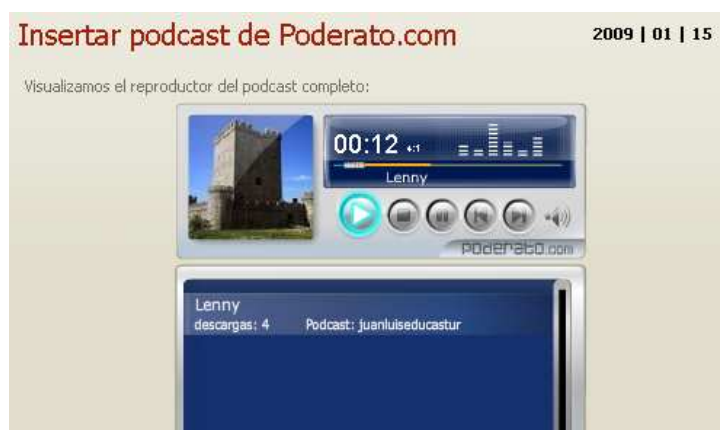 Insertar podcast de Poderato.com
2009 | 01 | 15
Visualizamos el reproductor del podcast completo:
00:12
Lenny
PODERATO.com
Lenny
descargas: 4 Podcast: juanluiseducastur